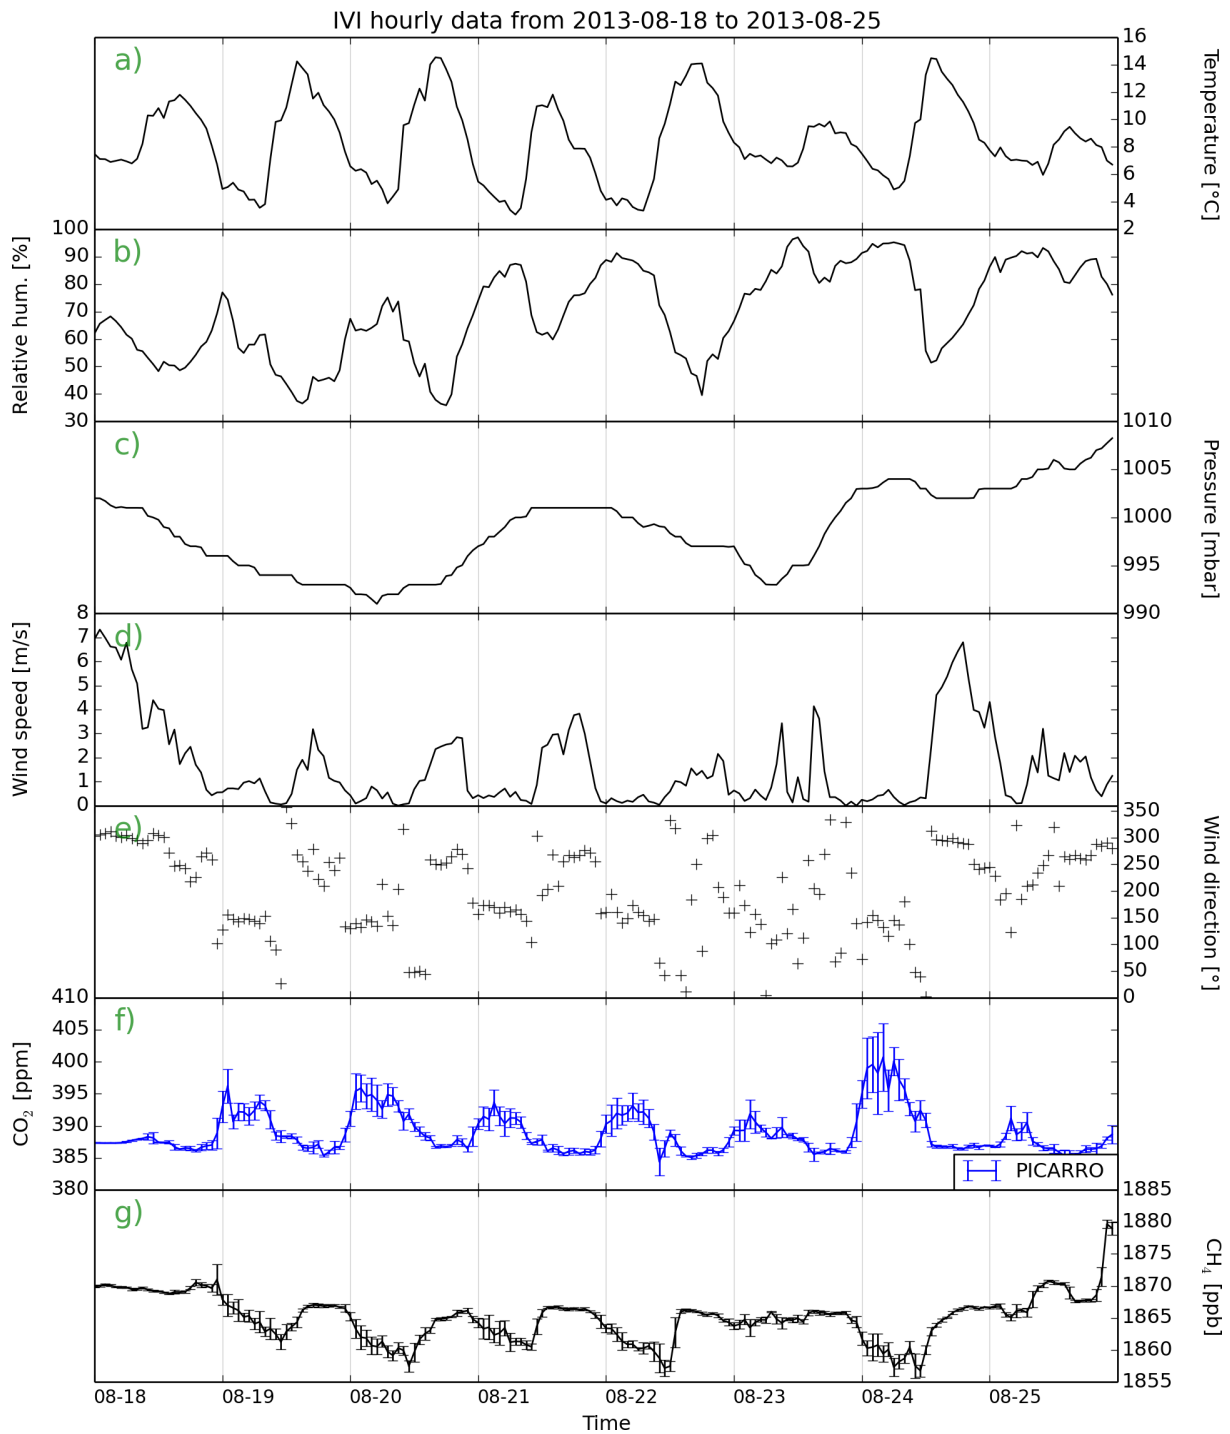 IVI hourly data from 2013-08-18 to 2013-08-25
a)
16
14
12
10
8
6
4
2
Temperature [°C]
b)
100
90
80
70
60
50
40
30
Relative hum. [%]
c)
1010
1005
1000
995
990
Pressure [mbar]
d)
8
7
6
5
4
3
2
1
0
Wind speed [m/s]
e)
350
300
250
200
150
100
50
0
Wind direction [°]
f)
410
405
400
395
390
385
380
CO₂ [ppm]
PICARRO
g)
1885
1880
1875
1870
1865
1860
1855
CH₄ [ppb]
08-18 08-19 08-20 08-21 08-22 08-23 08-24 08-25
Time